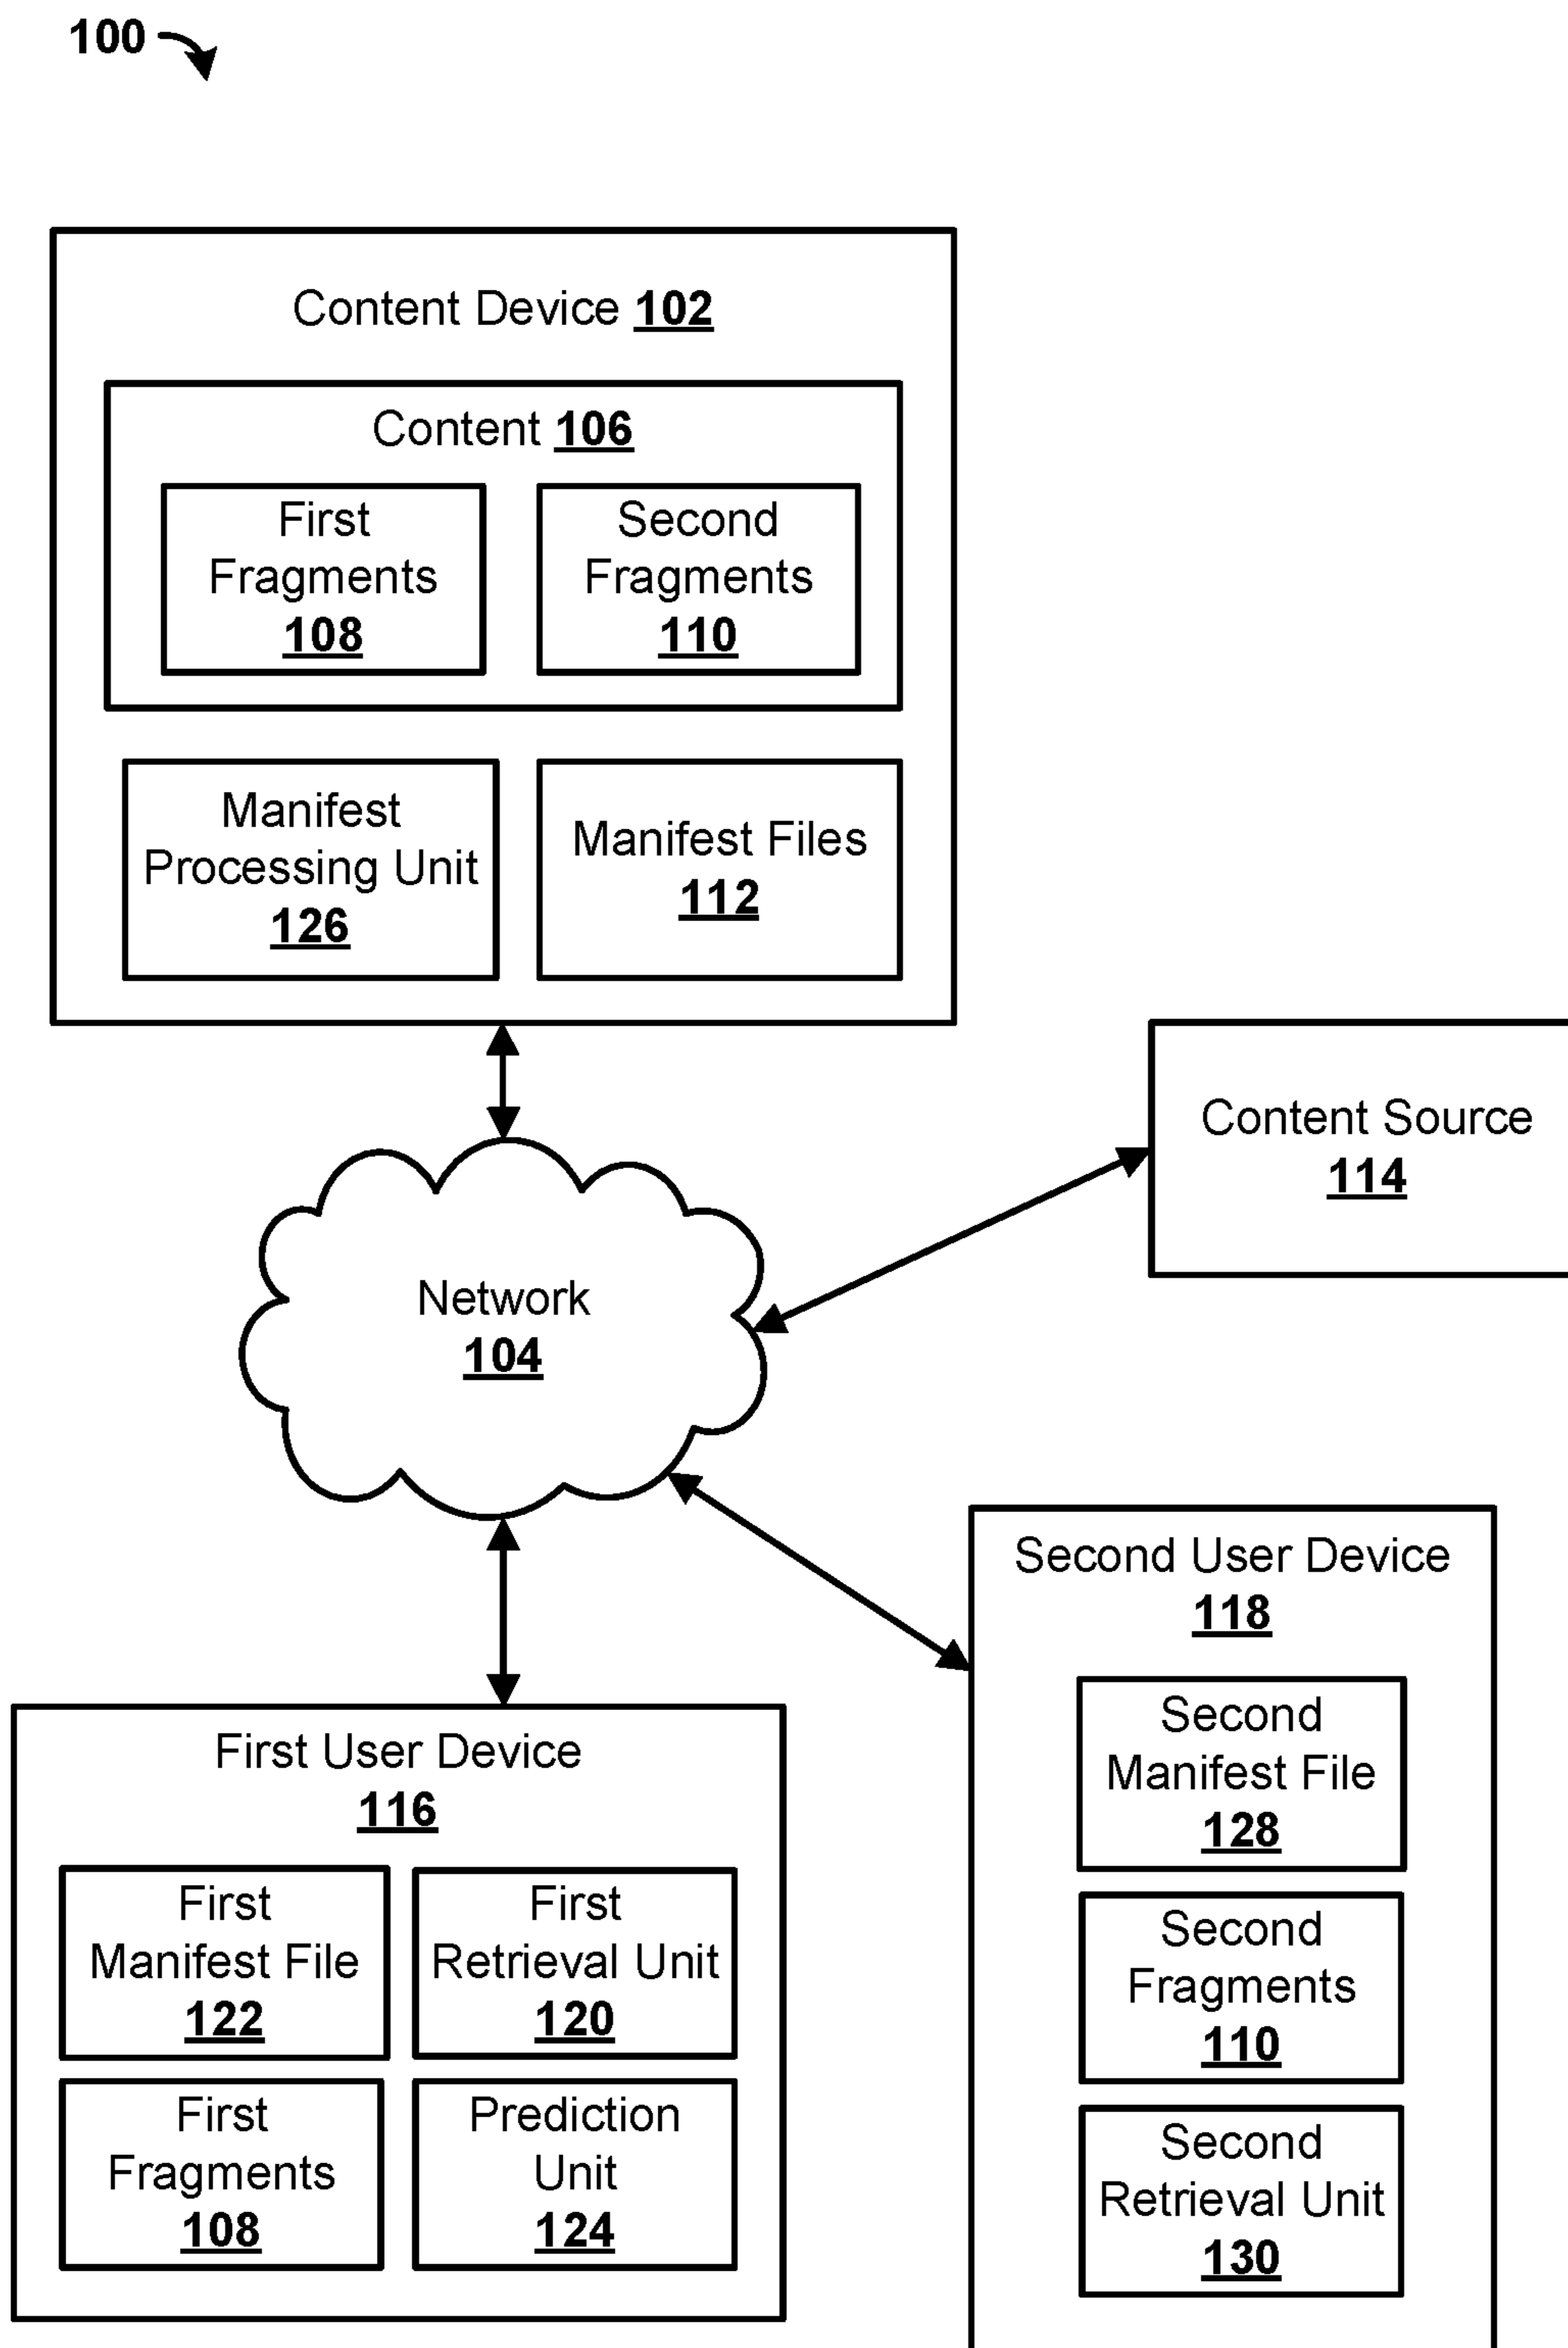 100
Content Device 102
Content 106
First
Fragments
108
Second
Fragments
110
Manifest
Processing Unit
126
Manifest Files
112
Content Source
114
Network
104
Second User Device
118
Second
Manifest File
128
Second
Fragments
110
Second
Retrieval Unit
130
First User Device
116
First
Manifest File
122
First
Retrieval Unit
120
First
Fragments
108
Prediction
Unit
124